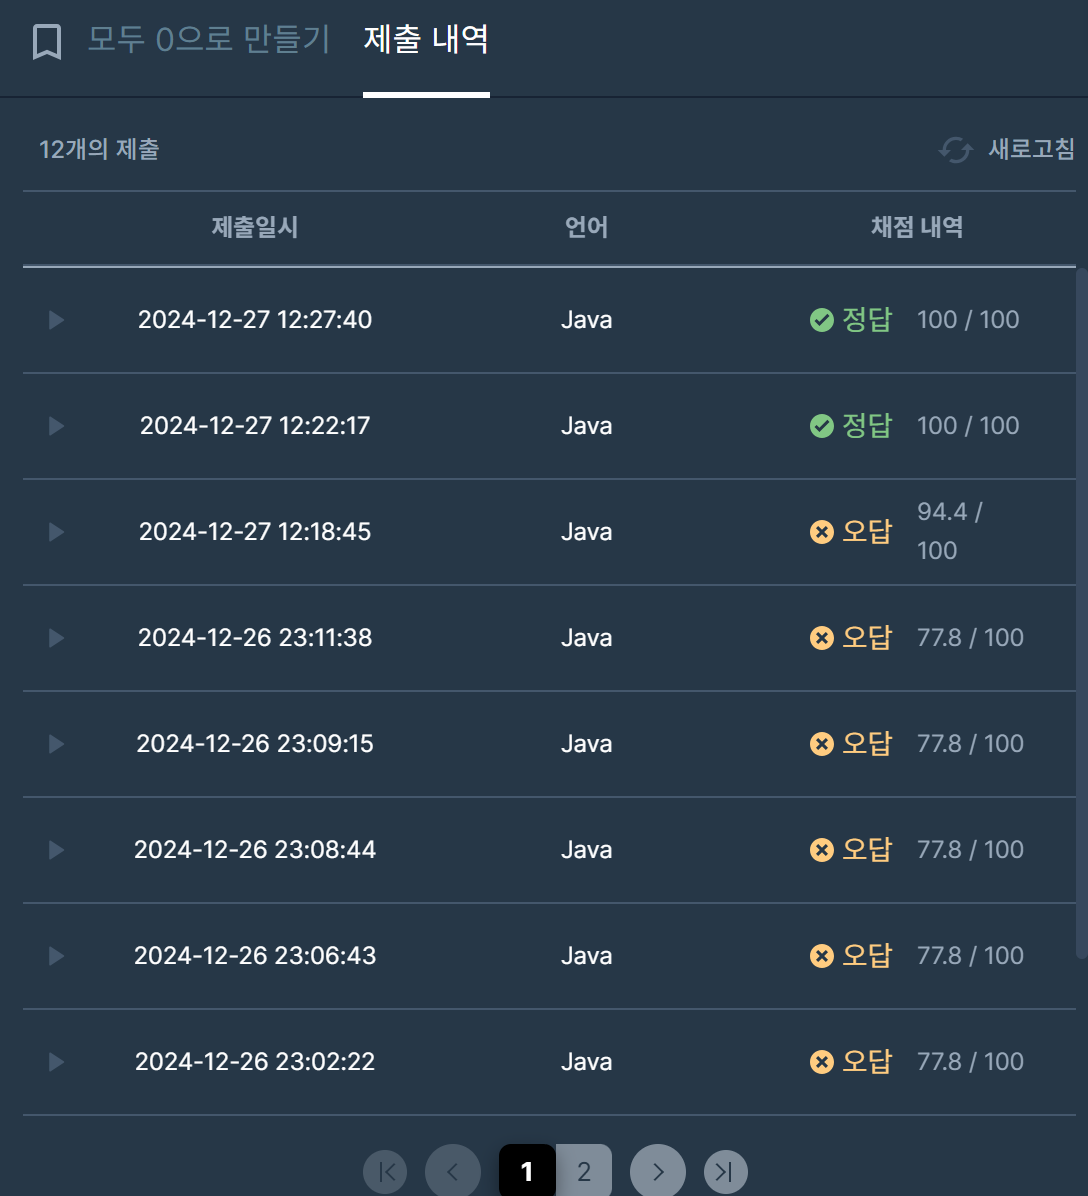 모두 0으로 만들기 제출 내역
12개의 제출 새로고침
제출일시 언어 채점 내역
2024-12-27 12:27:40 Java 정답 100 / 100
2024-12-27 12:22:17 Java 정답 100 / 100
2024-12-27 12:18:45 Java 오답 94.4 /
100
2024-12-26 23:11:38 Java 오답 77.8 / 100
2024-12-26 23:09:15 Java 오답 77.8 / 100
2024-12-26 23:08:44 Java 오답 77.8 / 100
2024-12-26 23:06:43 Java 오답 77.8 / 100
2024-12-26 23:02:22 Java 오답 77.8 / 100
1 2